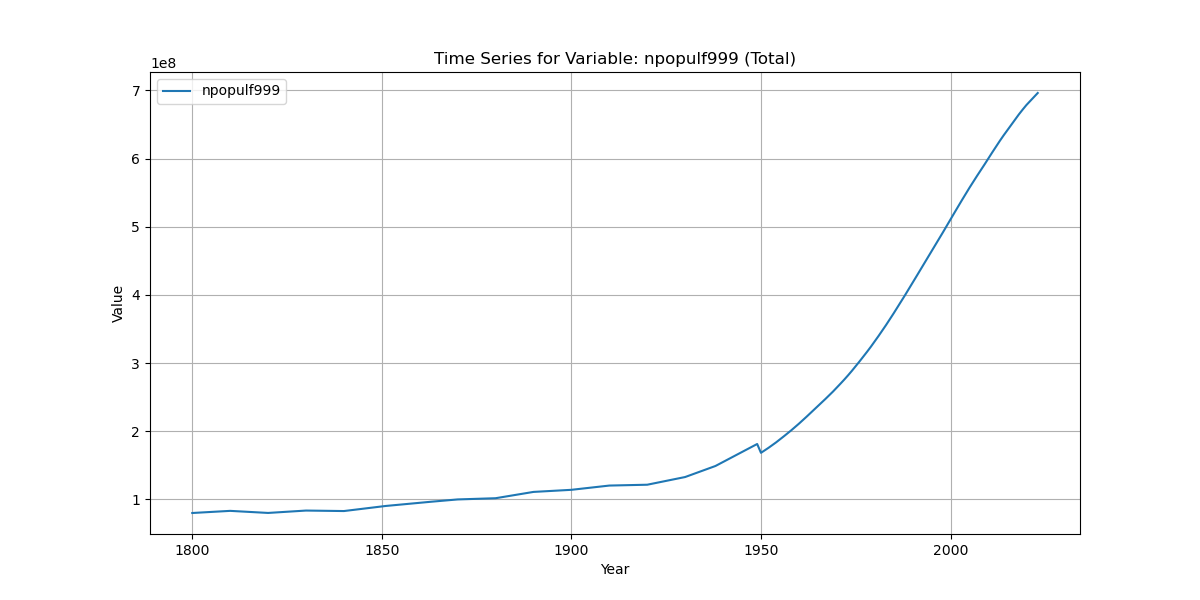 Time Series for Variable: npopulf999 (Total)
1e8
npopulf999
7
6
5
4
3
2
1
Value
1800 1850 1900 1950 2000
Year